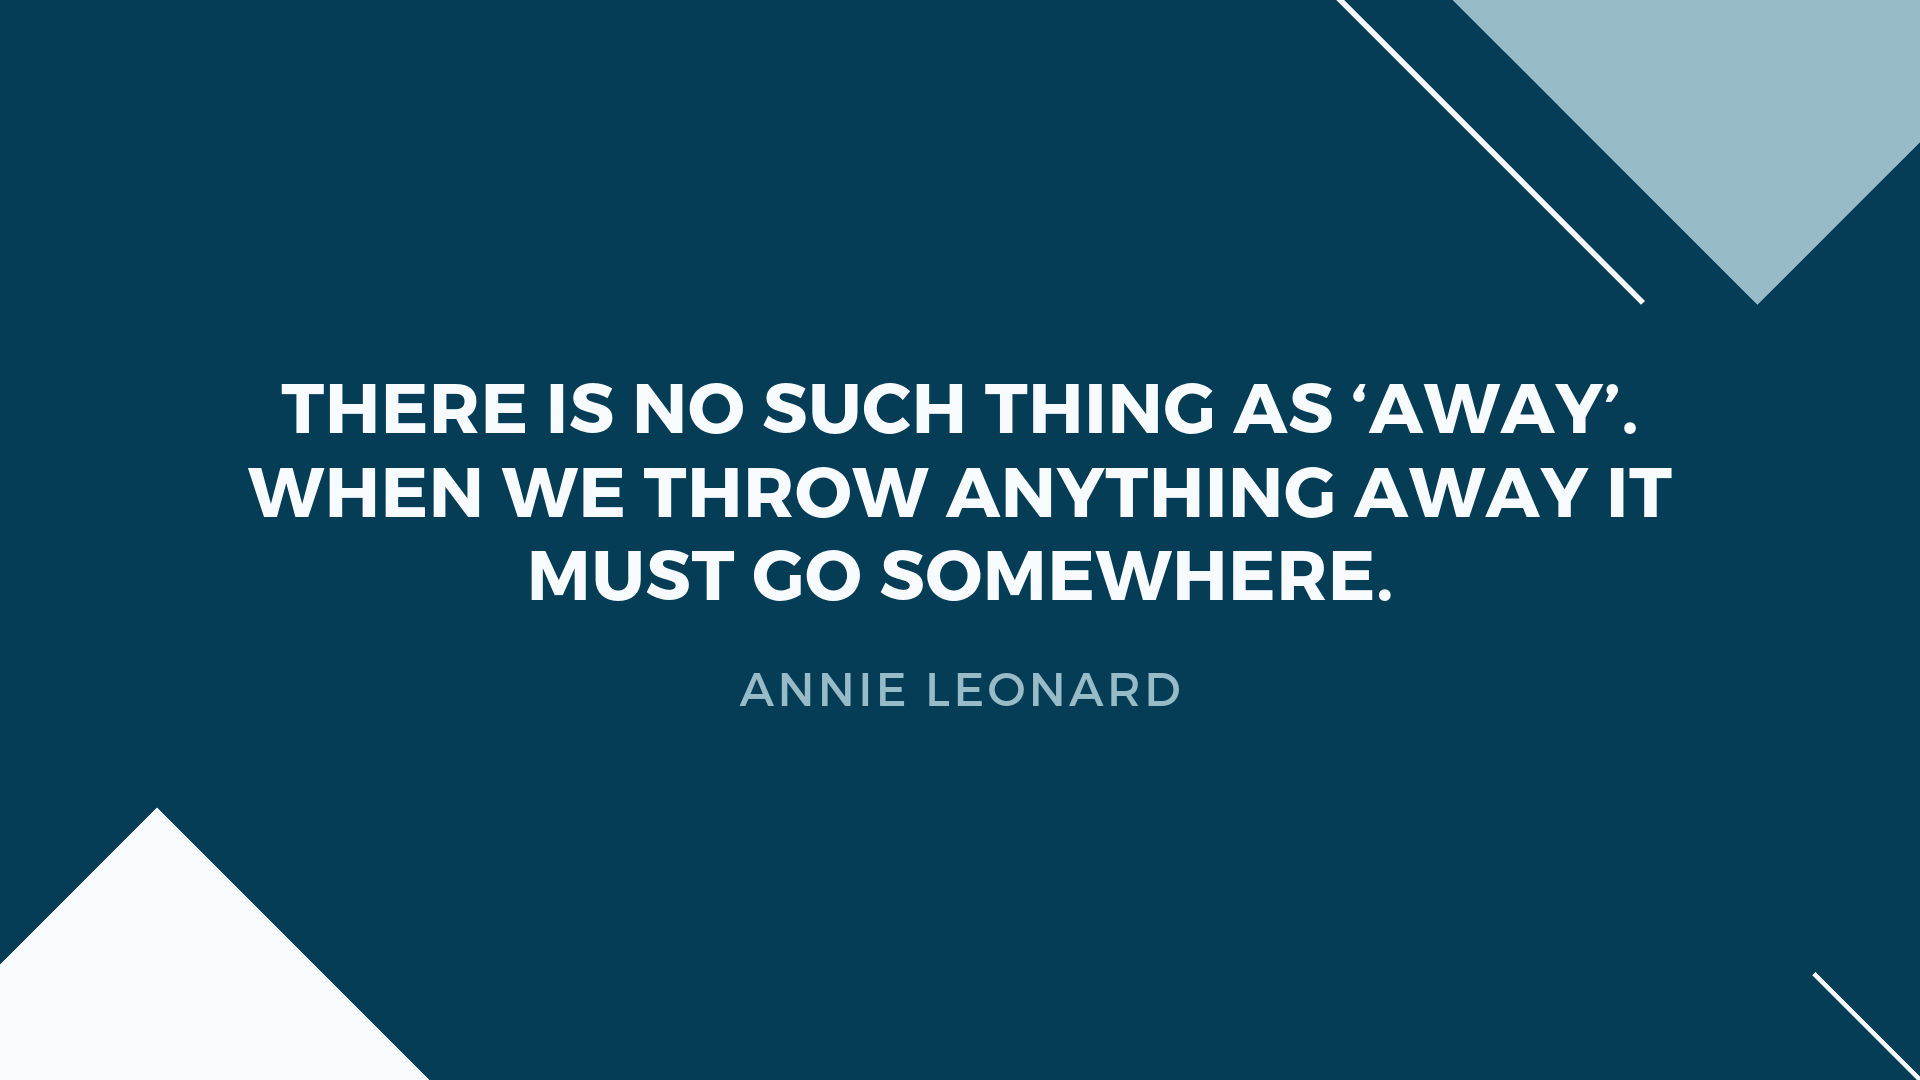 THERE IS NO SUCH THING AS ‘AWAY’.
WHEN WE THROW ANYTHING AWAY IT
MUST GO SOMEWHERE.
ANNIE LEONARD